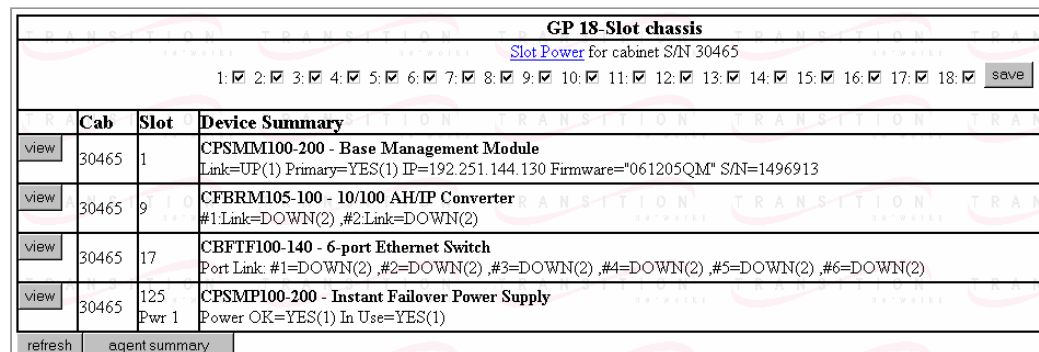 GP 18-Slot chassis
Slot Power for cabinet S/N 30465
1: 2: 3: 4: 5: 6: 7: 8: 9: 10: 11: 12: 13: 14: 15: 16: 17: 18: save
Cab Slot Device Summary
view 30465 1 CPSMM100-200 - Base Management Module
Link=UP(1) Primary=YES(1) IP=192.251.144.130 Firmware="061205QM" S/N=1496913
view 30465 9 CFBRM105-100 - 10/100 AH/IP Converter
#1:Link=DOWN(2) ,#2:Link=DOWN(2)
view 30465 17 CBFTF100-140 - 6-port Ethernet Switch
Port Link: #1=DOWN(2) ,#2=DOWN(2) ,#3=DOWN(2) ,#4=DOWN(2) ,#5=DOWN(2) ,#6=DOWN(2)
view 30465 125 CPSMP100-200 - Instant Failover Power Supply
Pwr 1 Power OK=YES(1) In Use=YES(1)
refresh agent summary